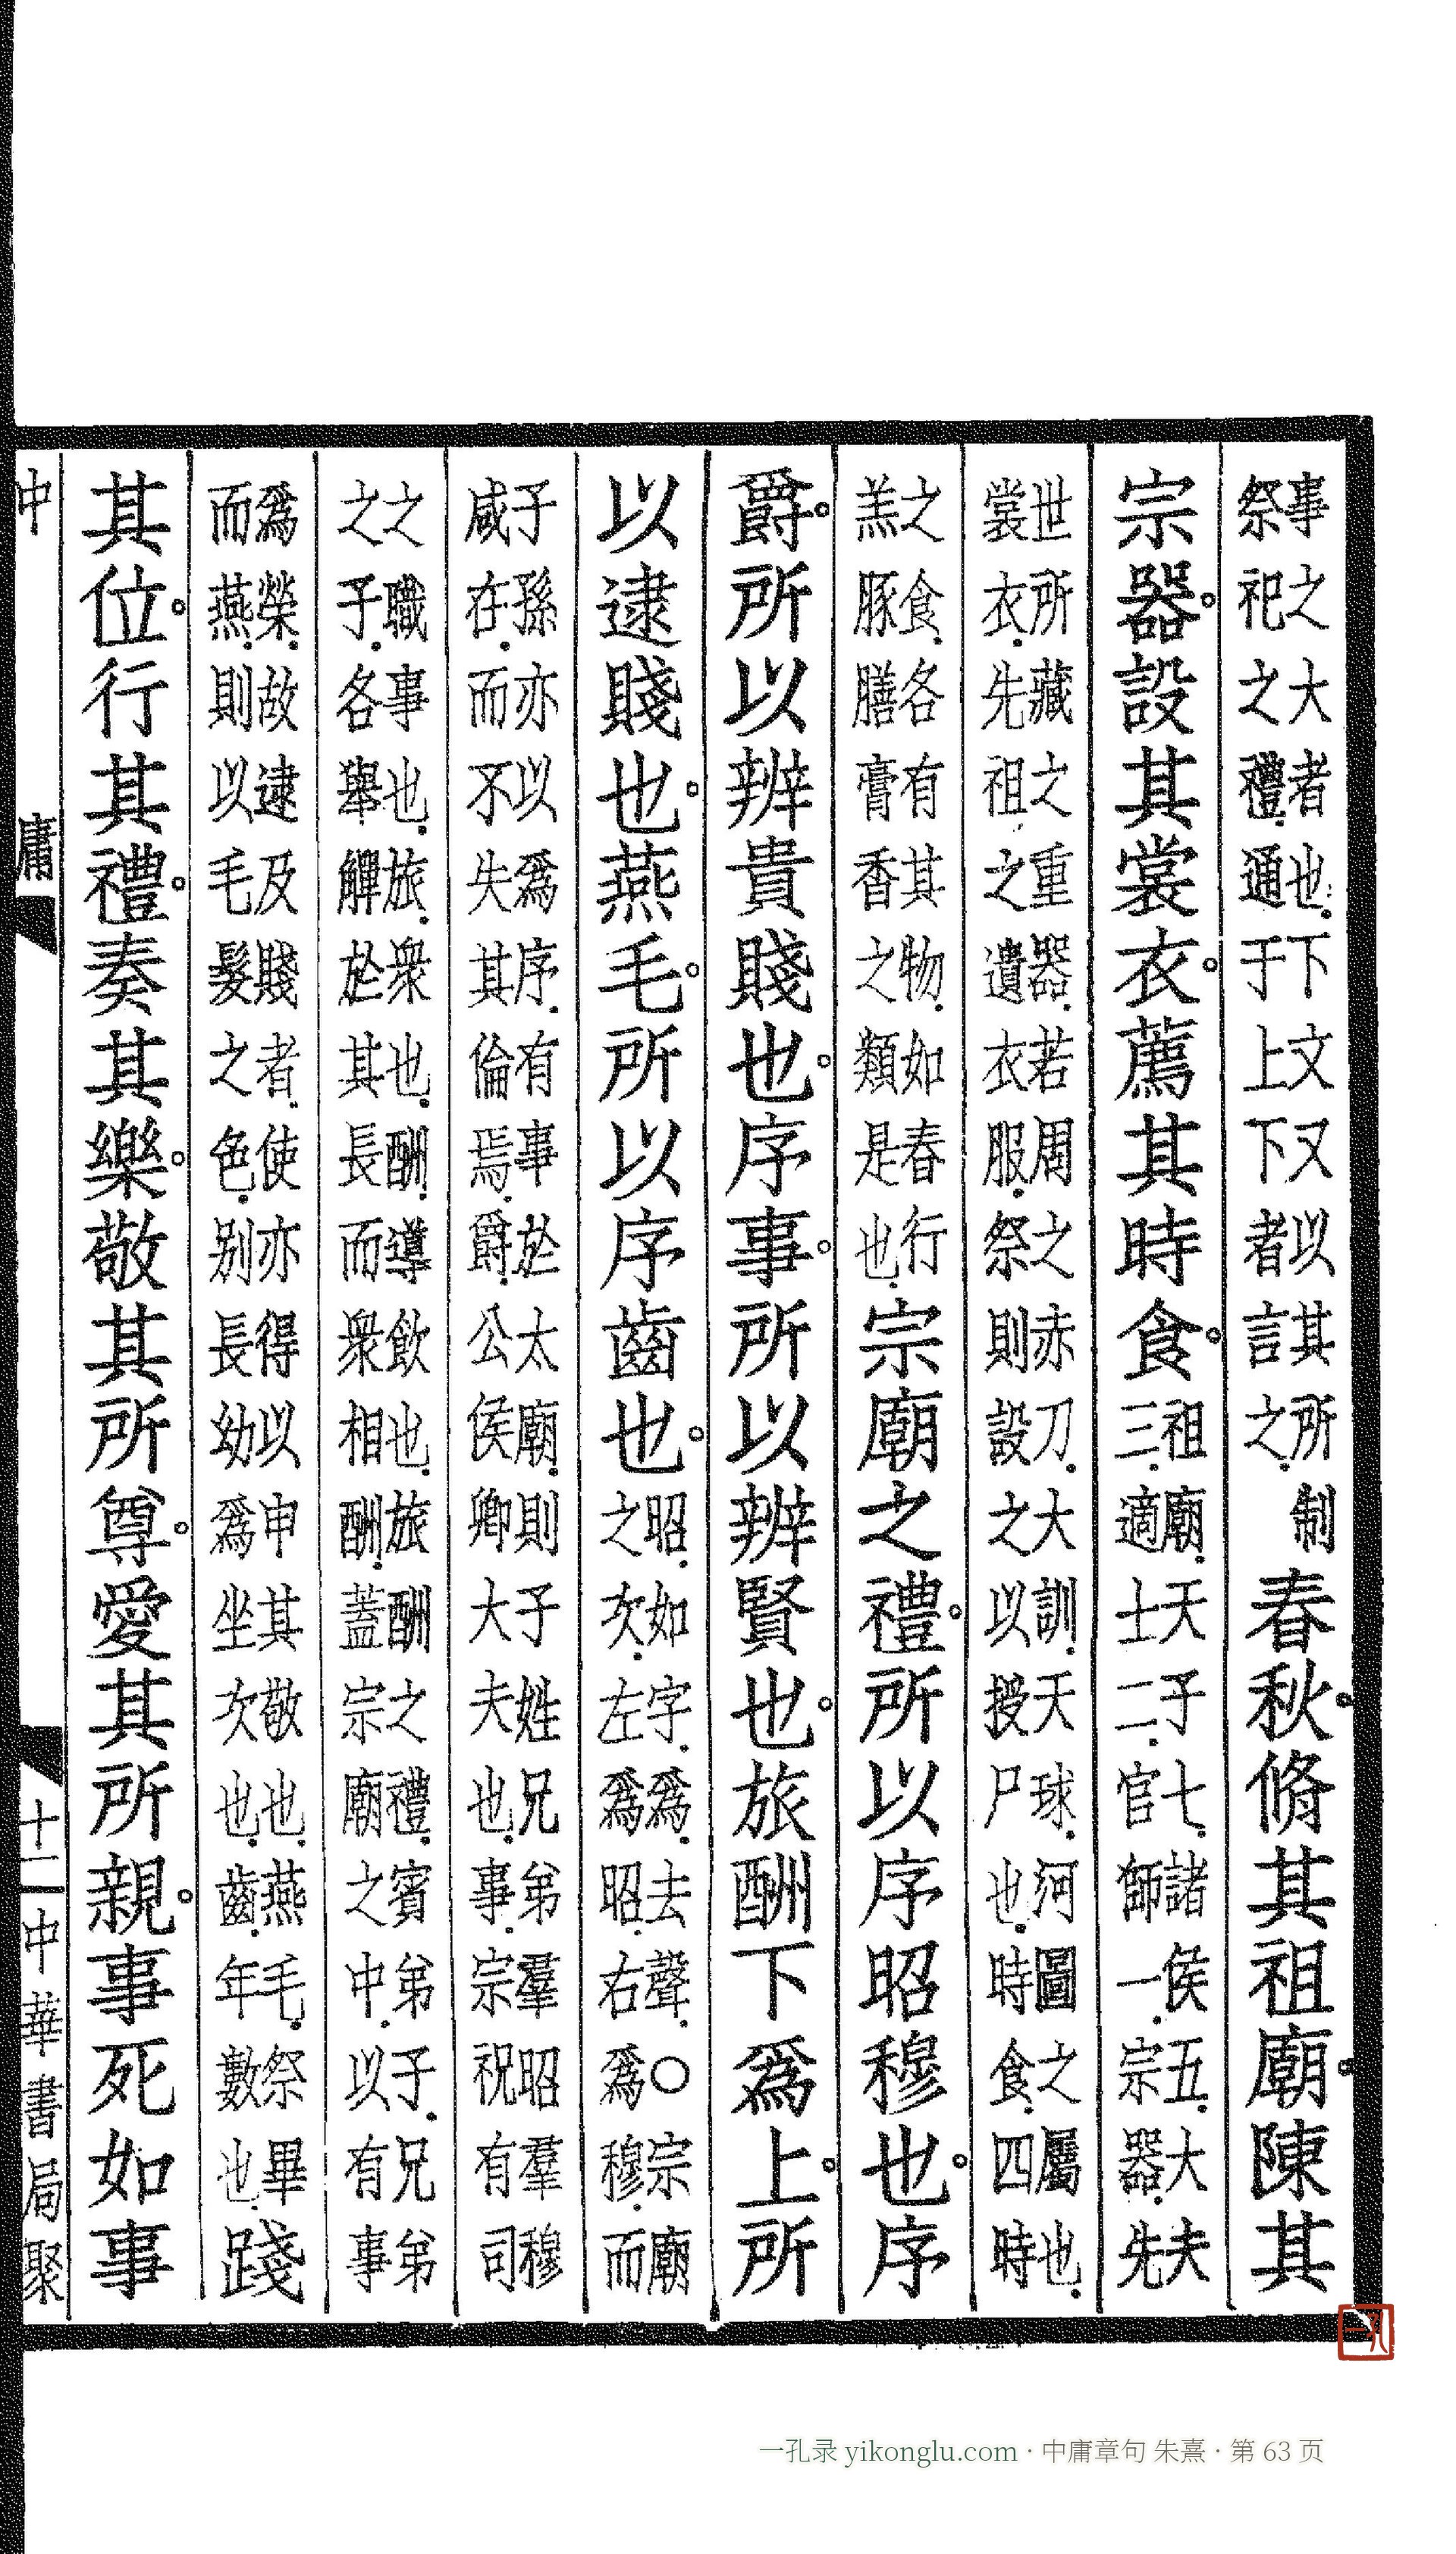 事之大者也.下文又以其所制
祭祀之禮.通于上下者言之.
春秋。脩其祖廟。陳其
宗器。設其裳衣。薦其時食。
祖廟.天子七.諸侯五.大夫
三.適士二.官師一.宗器.先
世所藏之重器.若周之赤刀.大訓.天球.河圖之屬也.
裳衣.先祖之遺衣服.祭則設之以授尸也.時食.四時
之食.各有其物.如春行
羔豚膳膏香之類是也.
宗廟之禮。所以序昭穆也。序
爵。所以辨貴賤也。序事。所以辨賢也。旅酬下爲上。所
以逮賤也。燕毛。所以序齒也。
昭.如字.爲.去聲.○宗廟
之次.左爲昭.右爲穆.而
子孫亦以爲序.有事於太廟.則子姓兄弟羣昭羣穆
咸在.而不失其倫焉.爵.公侯卿大夫也.事.宗祝有司
之職事也.旅.衆也.酬.導飲也.旅酬之禮.賓弟子.兄弟
之子.各舉觶於其長而衆相酬.蓋宗廟之中.以有事
爲榮.故逮及賤者.使亦得以申其敬也.燕毛.祭畢
而燕.則以毛髮之色.別長幼爲坐次也.齒.年數也.
踐
其位。行其禮。奏其樂。敬其所尊。愛其所親。事死如事
中庸
十一
中華書局聚
一孔
一孔录 yikonglu.com · 中庸章句 朱熹 · 第 63 页